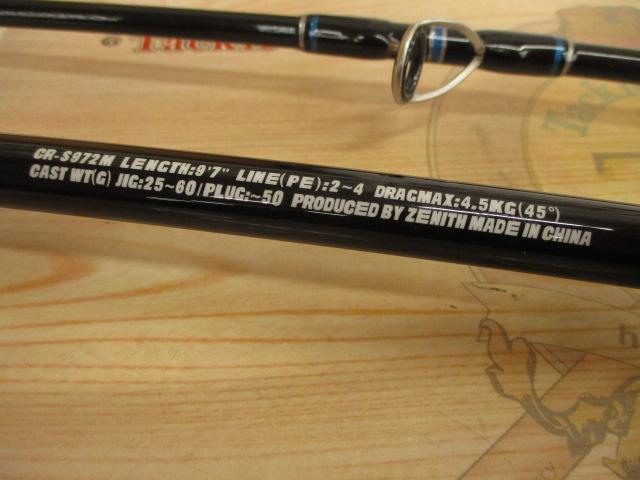 CR-S972M LENGTH:9'7" LINE(PE):2~4 DRAGMAX:4.5KG(45°)
CAST WT(G) JIG:25~60/PLUG:~50 PRODUCED BY ZENITH MADE IN CHINA